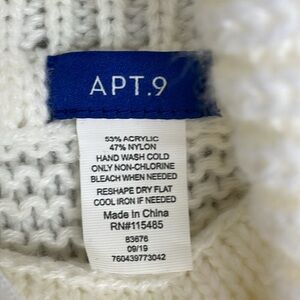 APT.9
53% ACRYLIC
47% NYLON
HAND WASH COLD
ONLY NON-CHLORINE
BLEACH WHEN NEEDED
RESHAPE DRY FLAT
COOL IRON IF NEEDED
Made In China
RN#115485
83676
09/19
760439773042